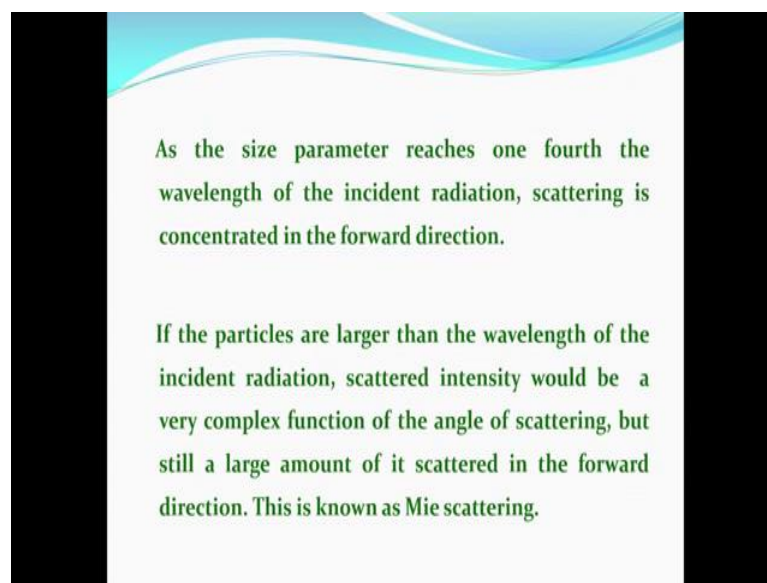 As the size parameter reaches one fourth the
wavelength of the incident radiation, scattering is
concentrated in the forward direction.
If the particles are larger than the wavelength of the
incident radiation, scattered intensity would be a
very complex function of the angle of scattering, but
still a large amount of it scattered in the forward
direction. This is known as Mie scattering.